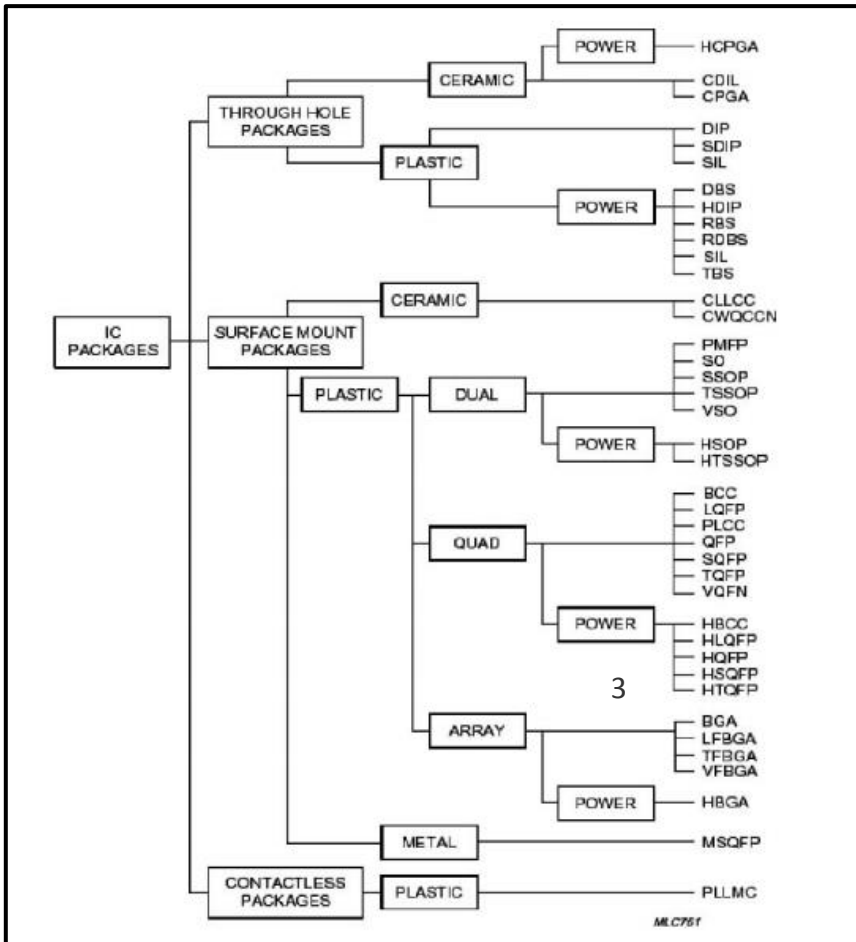 POWER
HCPGA
CERAMIC
CDIL
CPGA
THROUGH HOLE
PACKAGES
DIP
PLASTIC
SDIP
SIL
DBS
POWER
HDIP
RBS
RDBS
SIL
TBS
CERAMIC
CLLCC
CWQCCN
IC
PACKAGES
SURFACE MOUNT
PACKAGES
PMFP
SO
SSOP
PLASTIC
DUAL
TSSOP
VSO
POWER
HSOP
HTSSOP
BCC
LQFP
PLCC
QUAD
QFP
SQFP
TQFP
VQFN
POWER
HBCC
HLQFP
HQFP
HSQFP
HTQFP
3
ARRAY
BGA
LFBGA
TFBGA
VFBGA
POWER
HBGA
METAL
MSQFP
CONTACTLESS
PACKAGES
PLASTIC
PLLMC
MLC761